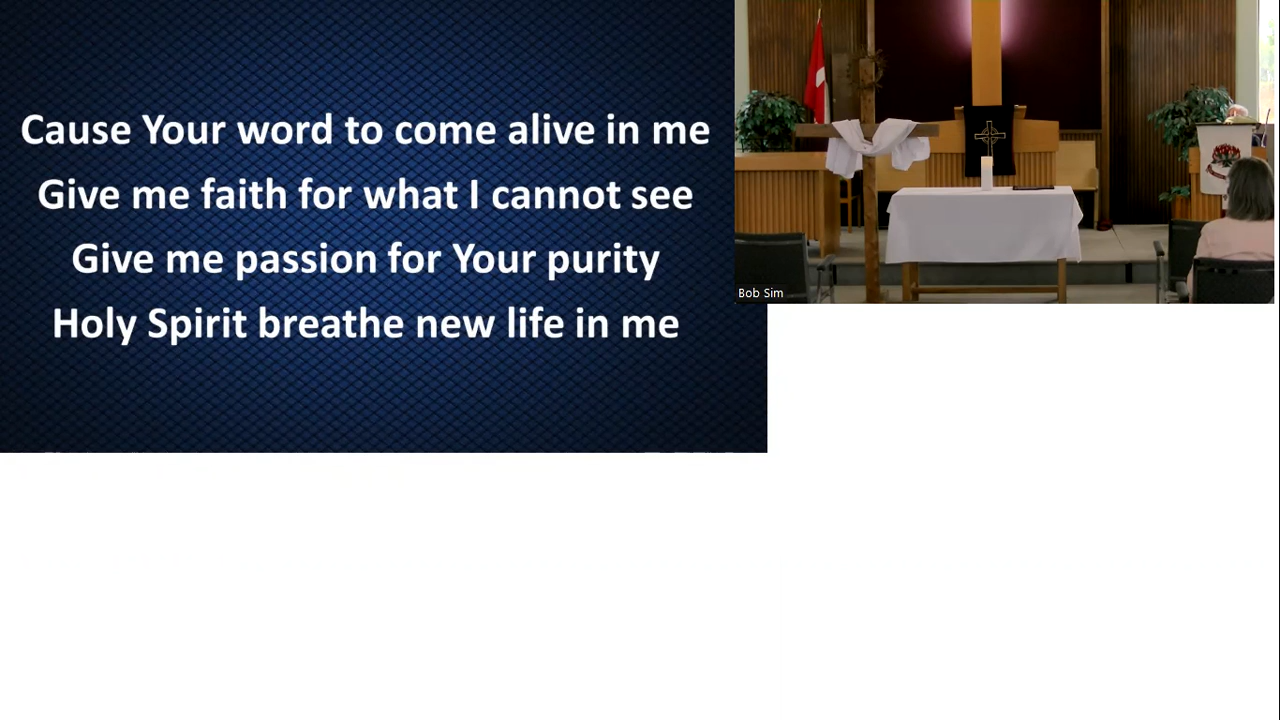 Cause Your word to come alive in me
Give me faith for what I cannot see
Give me passion for Your purity
Holy Spirit breathe new life in me
Bob Sim